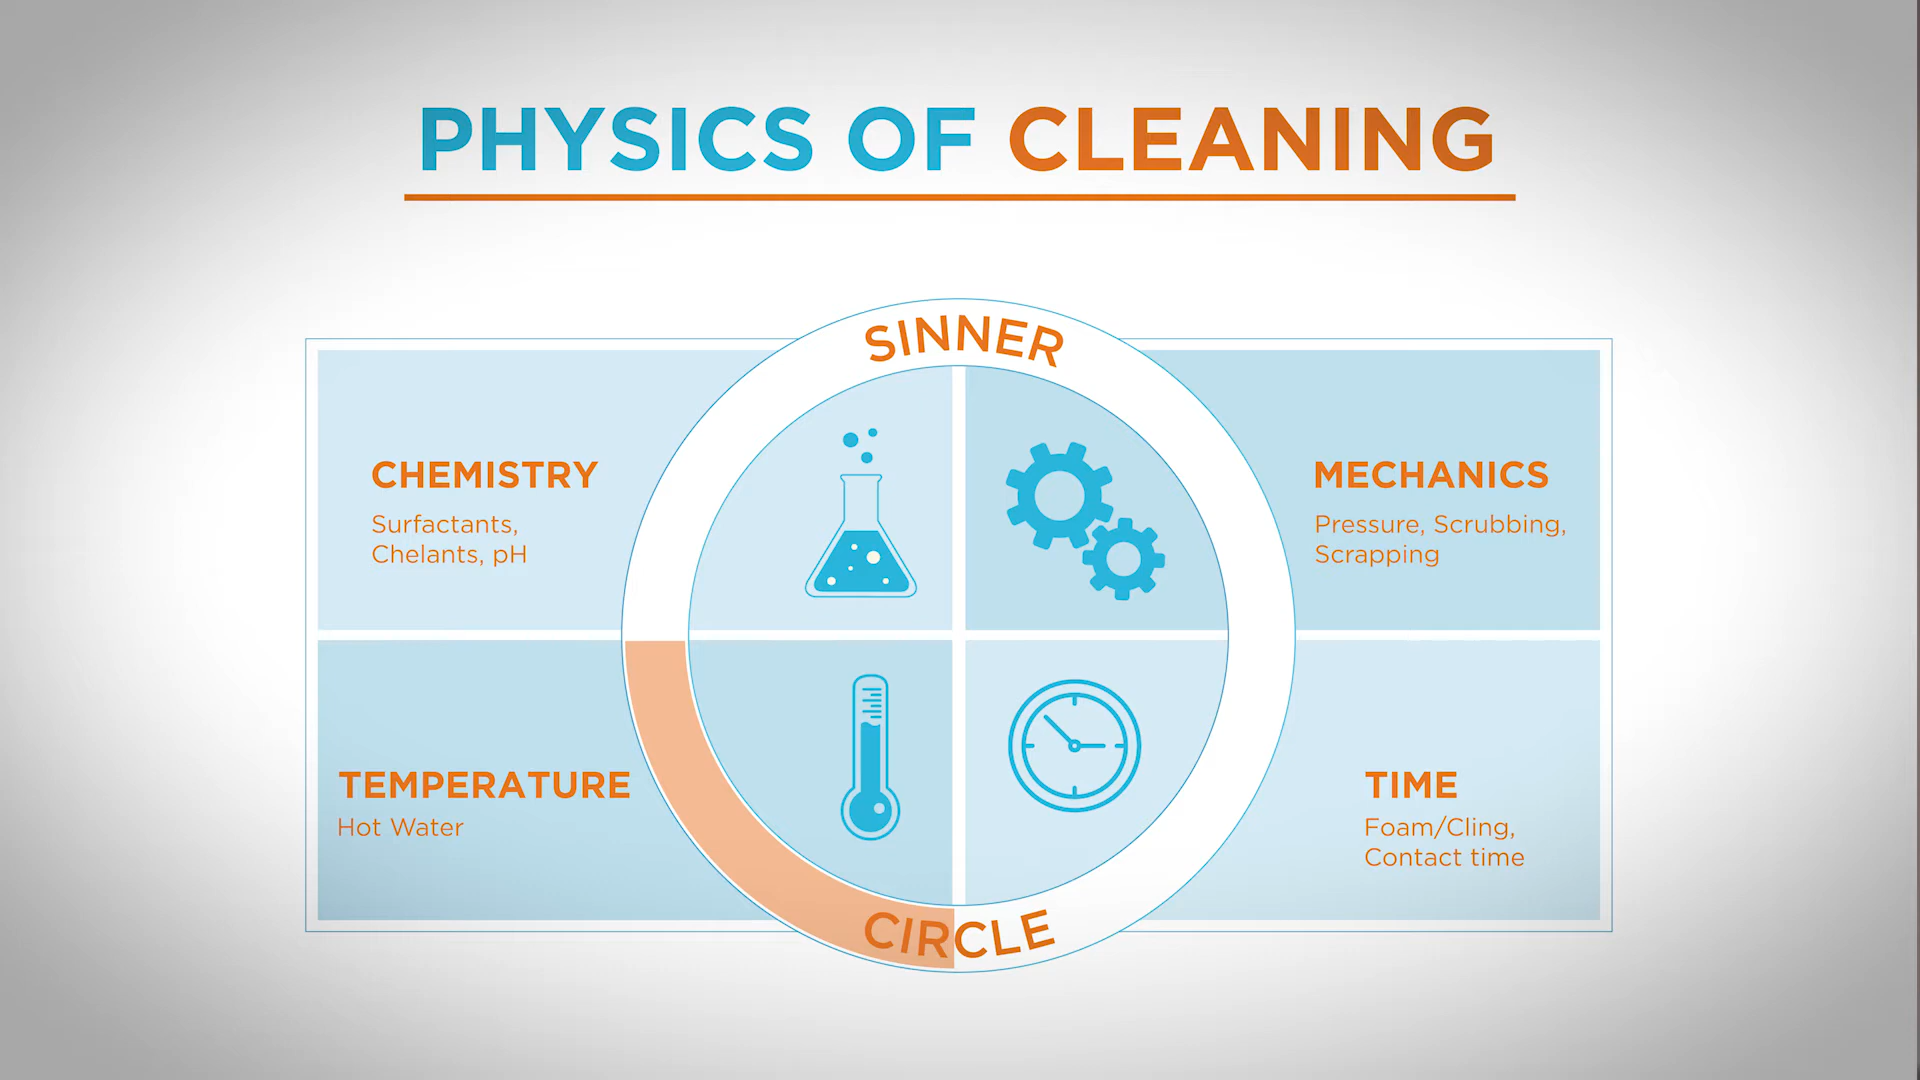 PHYSICS OF CLEANING
SINNER
CHEMISTRY
Surfactants,
Chelants, pH
MECHANICS
Pressure, Scrubbing,
Scrapping
TEMPERATURE
Hot Water
TIME
Foam/Cling,
Contact time
CIRCLE